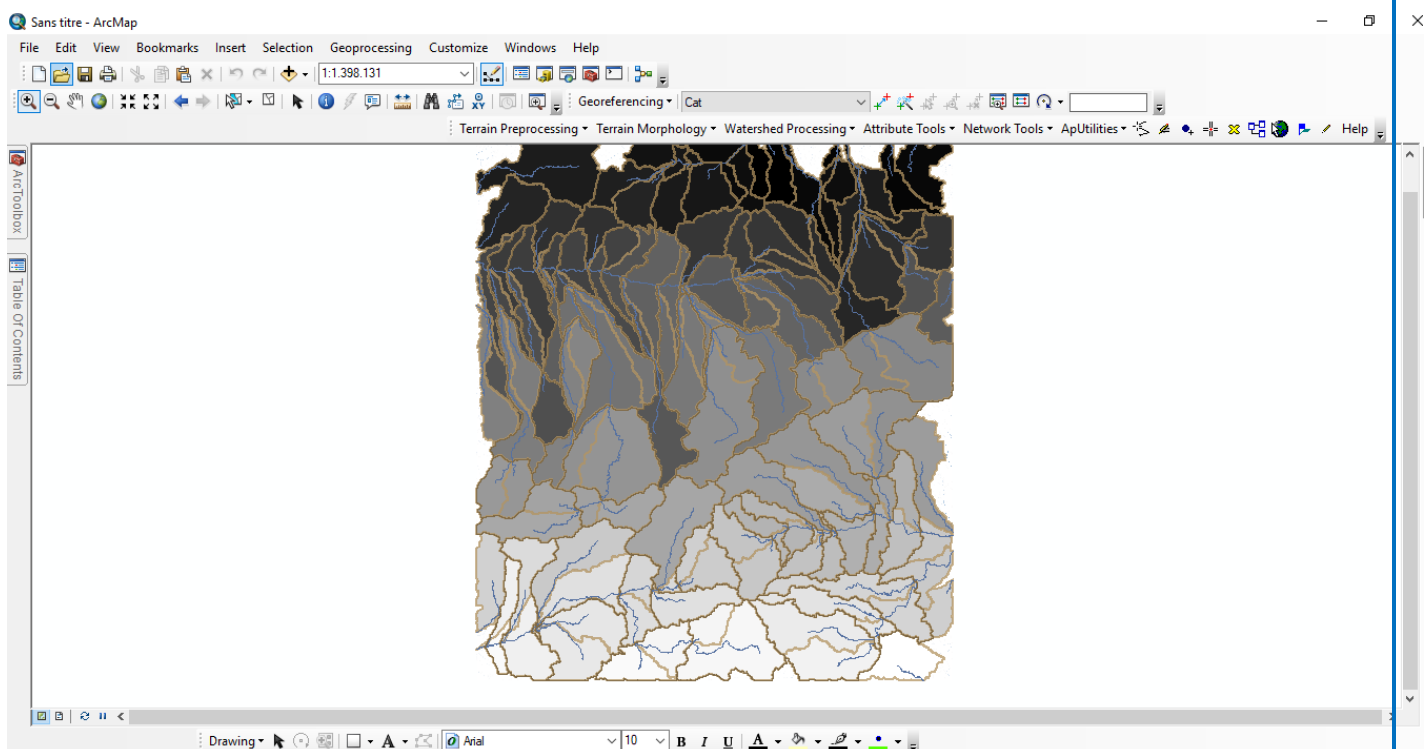 Sans titre - ArcMap
File Edit View Bookmarks Insert Selection Geoprocessing Customize Windows Help
1:1.398.131
Georeferencing Cat
Terrain Preprocessing Terrain Morphology Watershed Processing Attribute Tools Network Tools ApUtilities Help
ArcToolbox
Table Of Contents
Drawing A Arial 10 B I U A